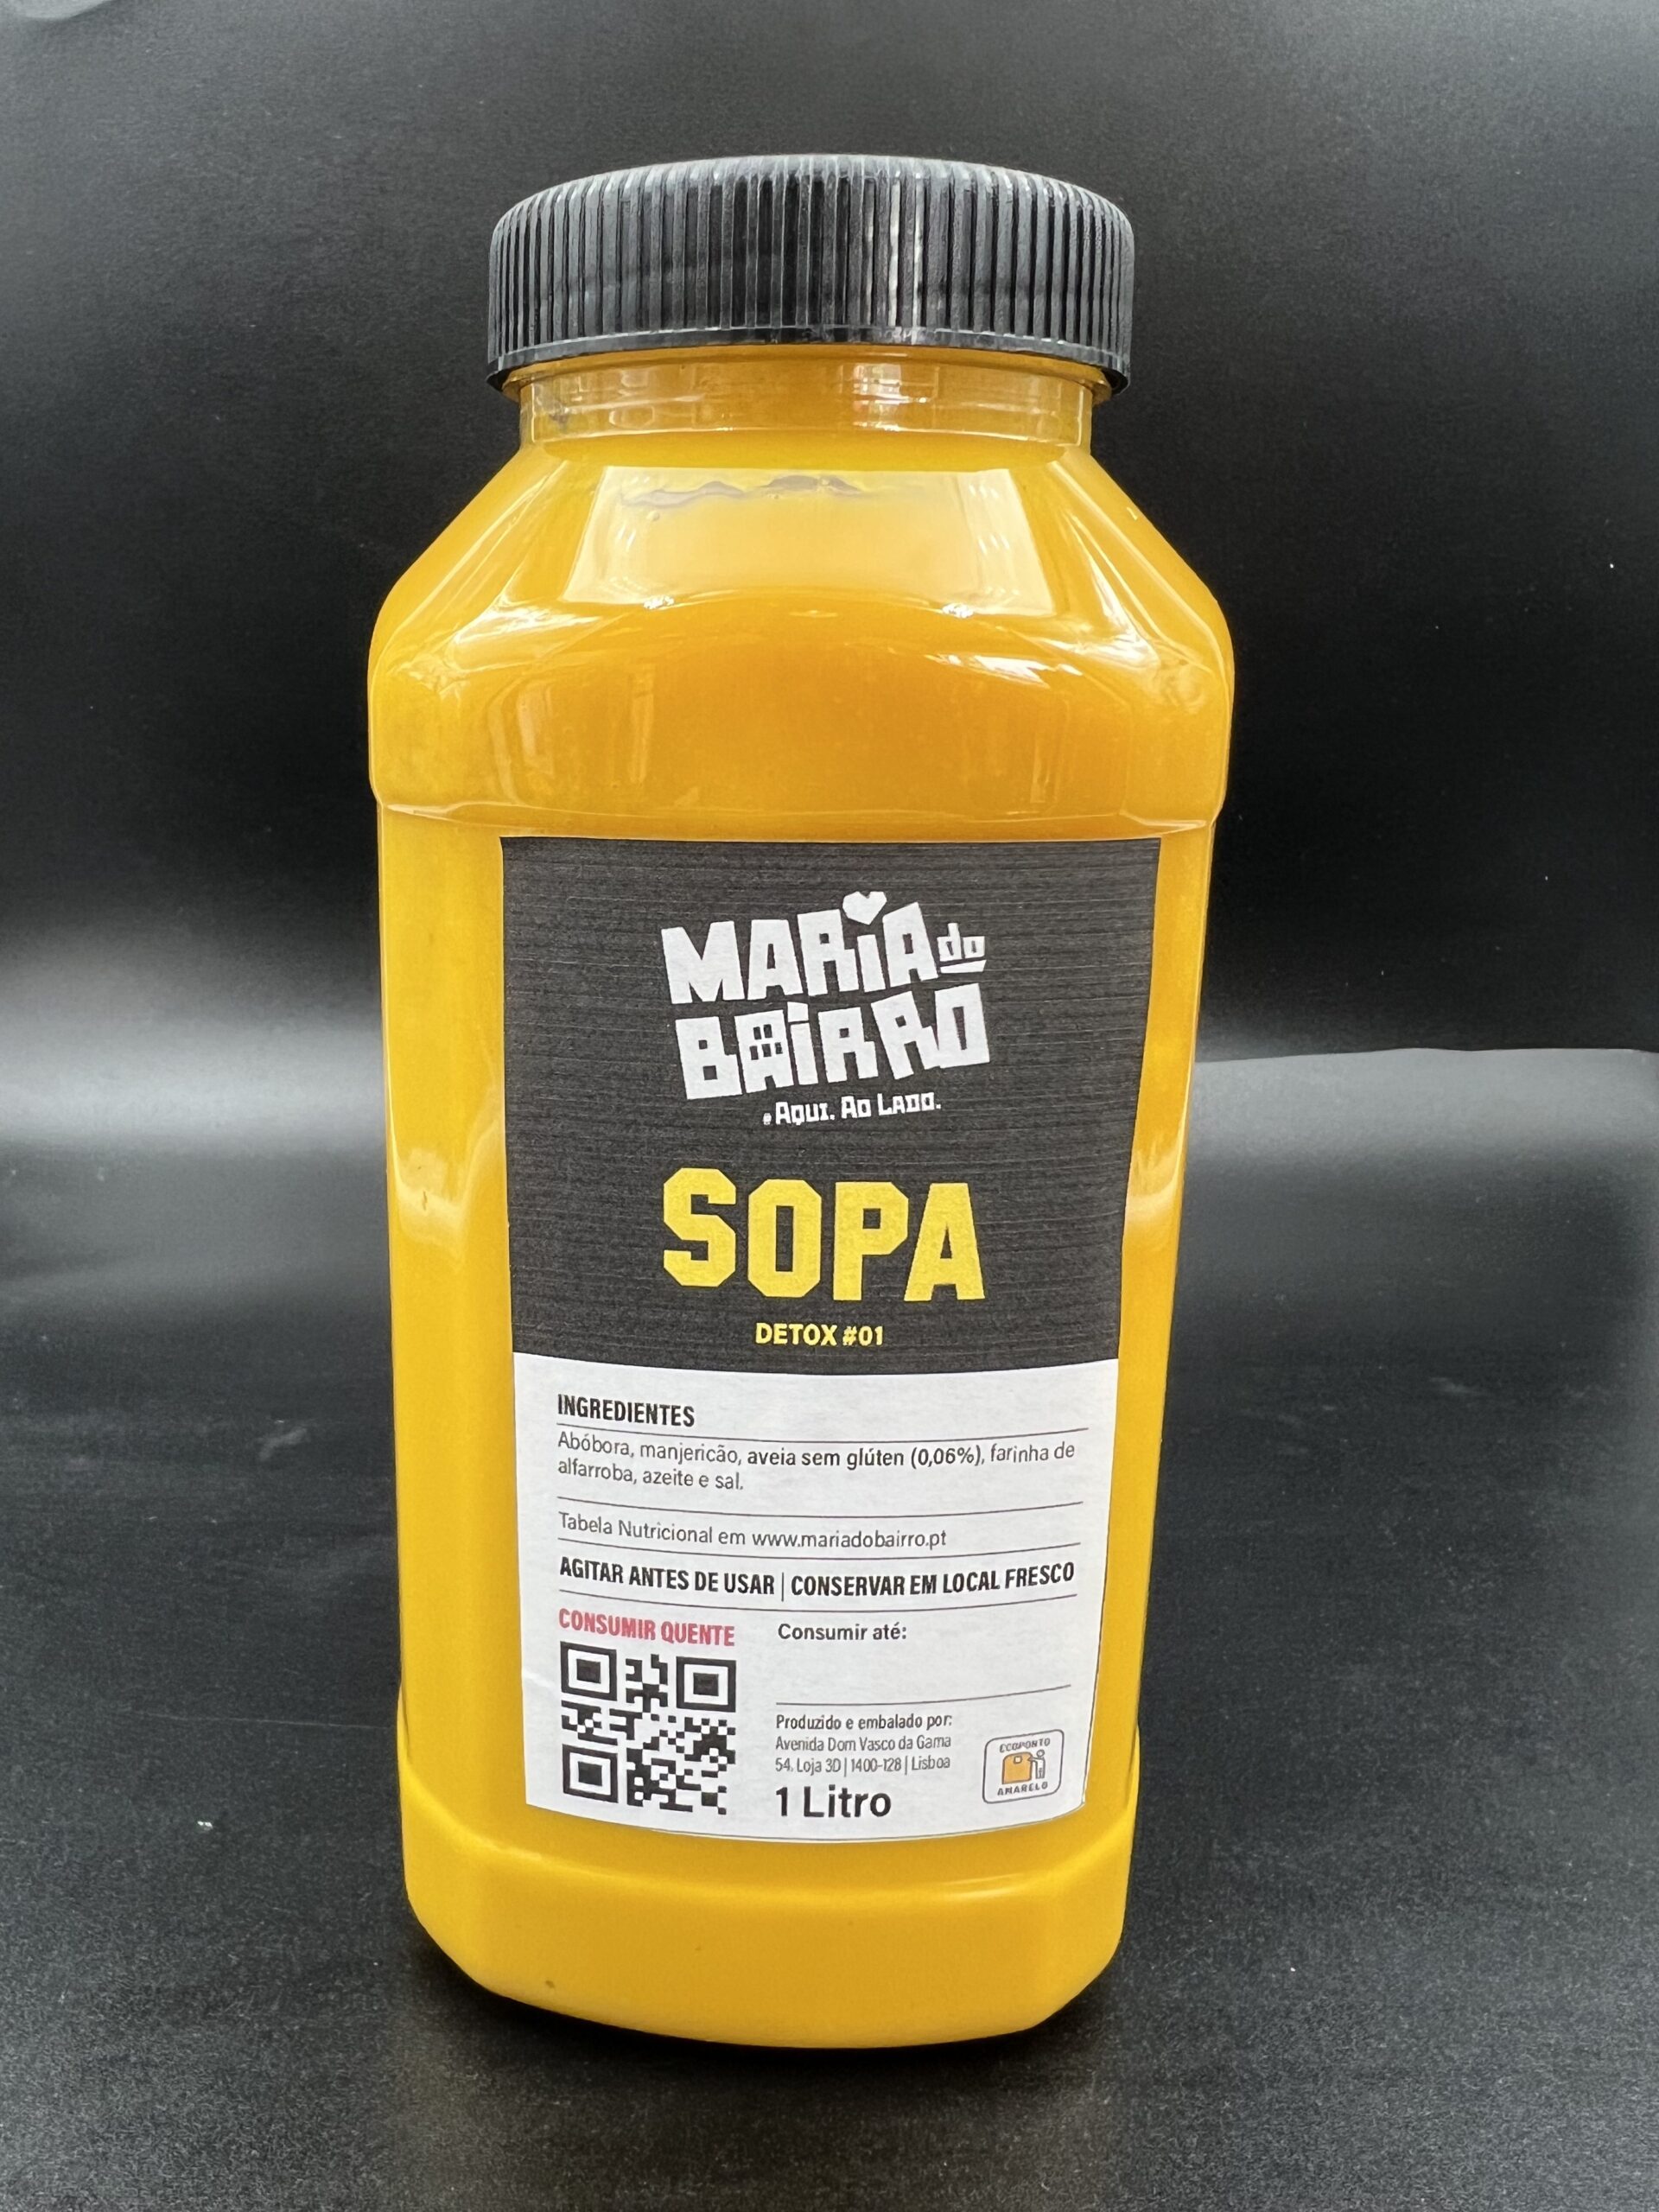 MARIA do
BAIRRO
#AQUI. AO LADO.
SOPA
DETOX #01
INGREDIENTES
Abóbora, manjericão, aveia sem glúten (0,06%), farinha de
alfarroba, azeite e sal.
Tabela Nutricional em www.mariadobairro.pt
AGITAR ANTES DE USAR | CONSERVAR EM LOCAL FRESCO
CONSUMIR QUENTE
Consumir até:
Produzido e embalado por:
Avenida Dom Vasco da Gama
54, Loja 3D | 1400-128 | Lisboa
1 Litro
ECOPONTO
AMARELO